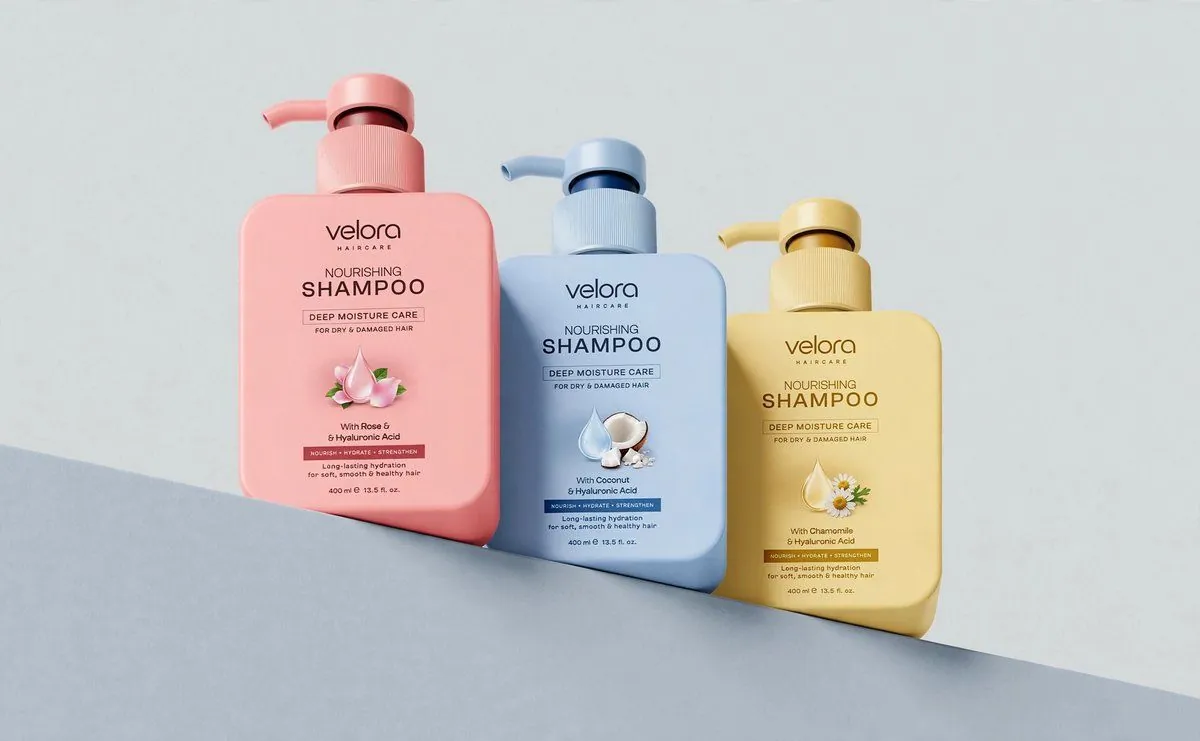 velora
HAIRCARE
NOURISHING
SHAMPOO
DEEP MOISTURE CARE
FOR DRY & DAMAGED HAIR
With Rose &
& Hyaluronic Acid
NOURISH • HYDRATE • STRENGTHEN
Long-lasting hydration
for soft, smooth & healthy hair
400 ml ℮ 13.5 fl. oz.
velora
HAIRCARE
NOURISHING
SHAMPOO
DEEP MOISTURE CARE
FOR DRY & DAMAGED HAIR
With Coconut
& Hyaluronic Acid
NOURISH • HYDRATE • STRENGTHEN
Long-lasting hydration
for soft, smooth & healthy hair
400 ml ℮ 13.5 fl. oz.
velora
HAIRCARE
NOURISHING
SHAMPOO
DEEP MOISTURE CARE
FOR DRY & DAMAGED HAIR
With Chamomile
& Hyaluronic Acid
NOURISH • HYDRATE • STRENGTHEN
Long-lasting hydration
for soft, smooth & healthy hair
400 ml ℮ 13.5 fl. oz.